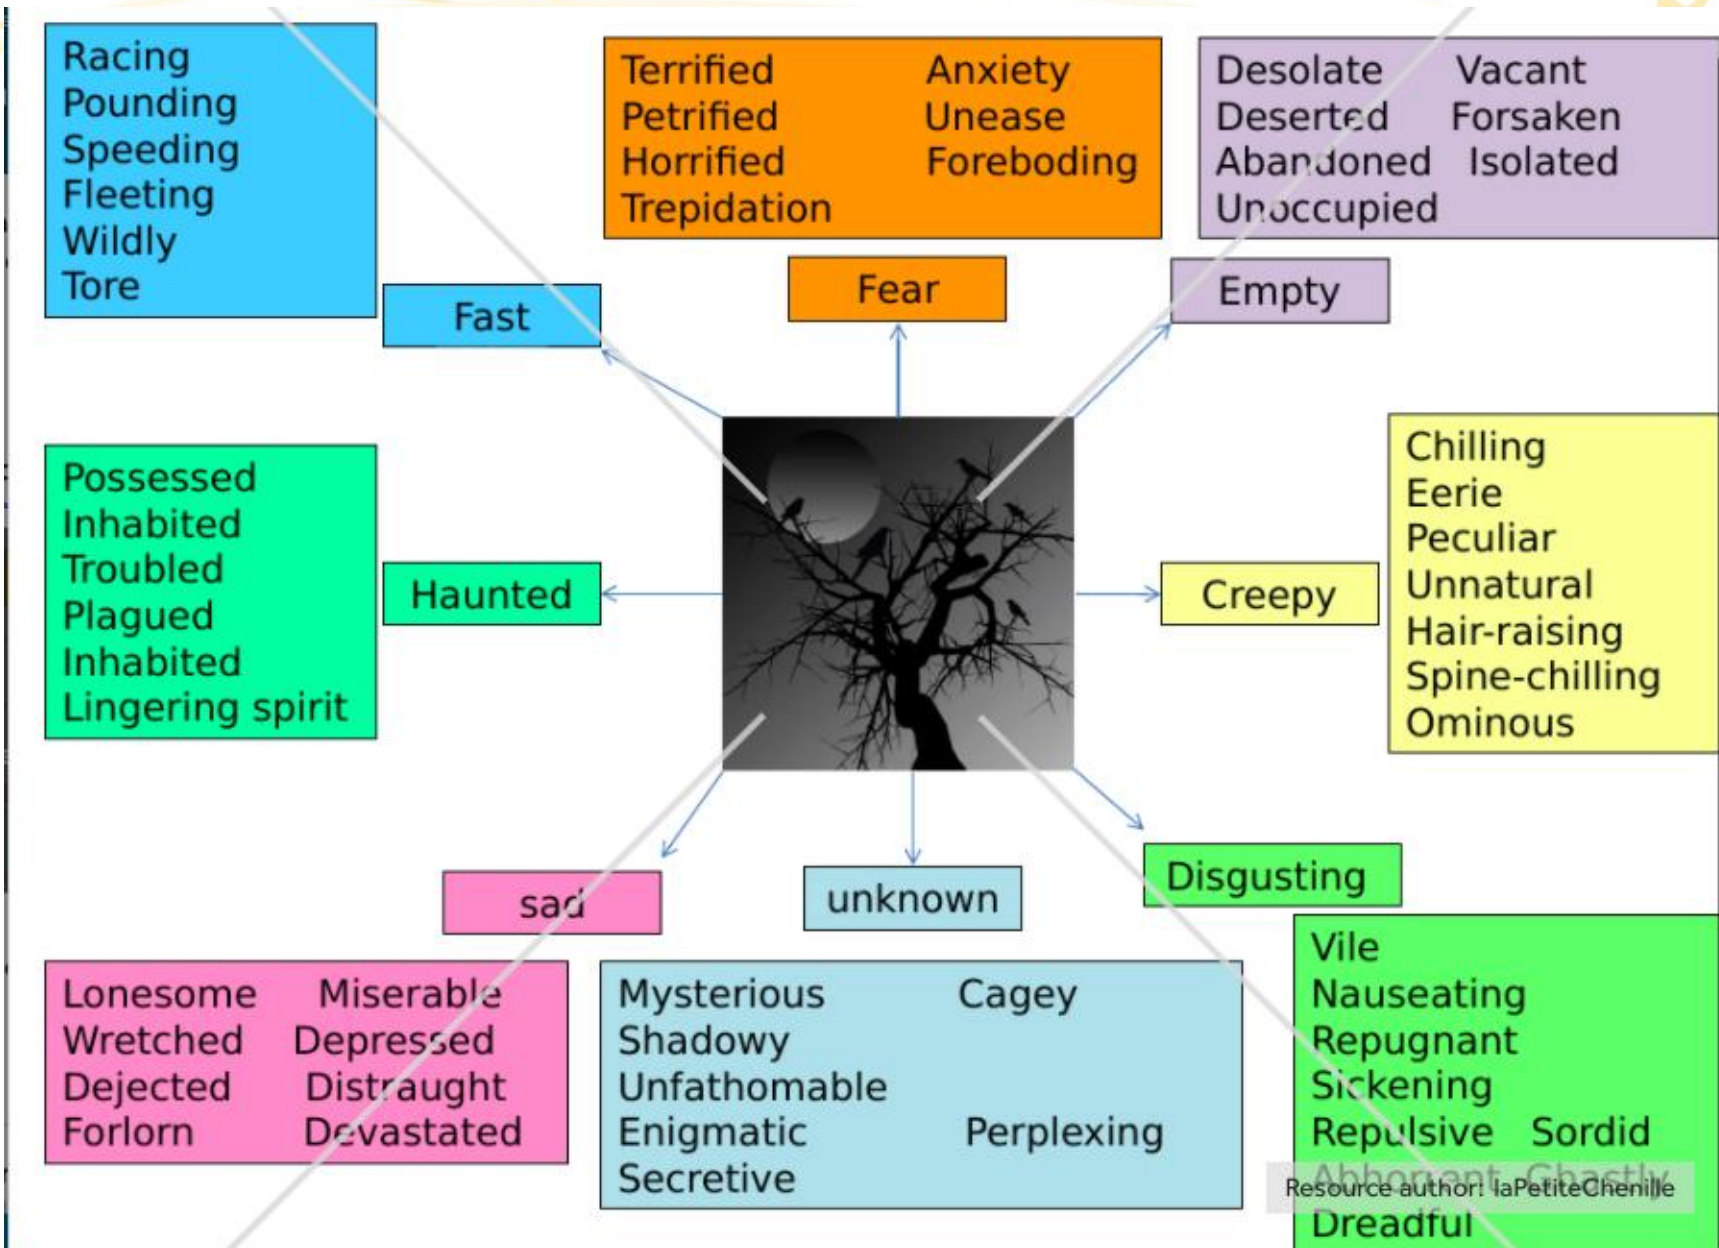 Racing
Pounding
Speeding
Fleeting
Wildly
Tore
Fast
Terrified Anxiety
Petrified Unease
Horrified Foreboding
Trepidation
Fear
Desolate Vacant
Deserted Forsaken
Abandoned Isolated
Unoccupied
Empty
Possessed
Inhabited
Troubled
Plagued
Inhabited
Lingering spirit
Haunted
Creepy
Chilling
Eerie
Peculiar
Unnatural
Hair-raising
Spine-chilling
Ominous
sad
Lonesome Miserable
Wretched Depressed
Dejected Distraught
Forlorn Devastated
unknown
Mysterious Cagey
Shadowy
Unfathomable
Enigmatic Perplexing
Secretive
Disgusting
Vile
Nauseating
Repugnant
Sickening
Repulsive Sordid
Abhorrent Ghastly
Dreadful
Resource author: laPetiteChenille